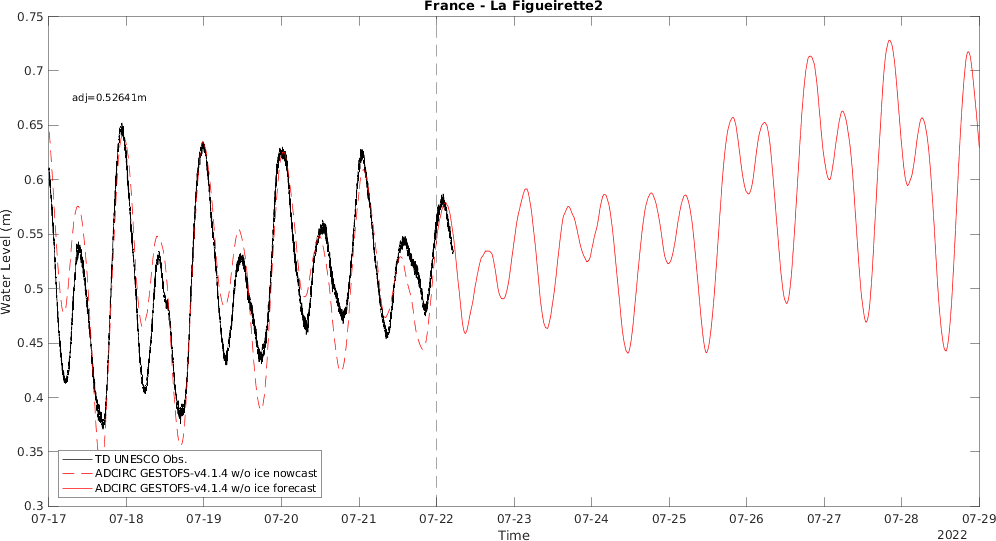 France - La Figueirette2
0.75
0.7
0.65
0.6
0.55
0.5
0.45
0.4
0.35
0.3
Water Level (m)
adj=0.52641m
TD UNESCO Obs.
ADCIRC GESTOFS-v4.1.4 w/o ice nowcast
ADCIRC GESTOFS-v4.1.4 w/o ice forecast
07-17 07-18 07-19 07-20 07-21 07-22 07-23 07-24 07-25 07-26 07-27 07-28 07-29
Time
2022